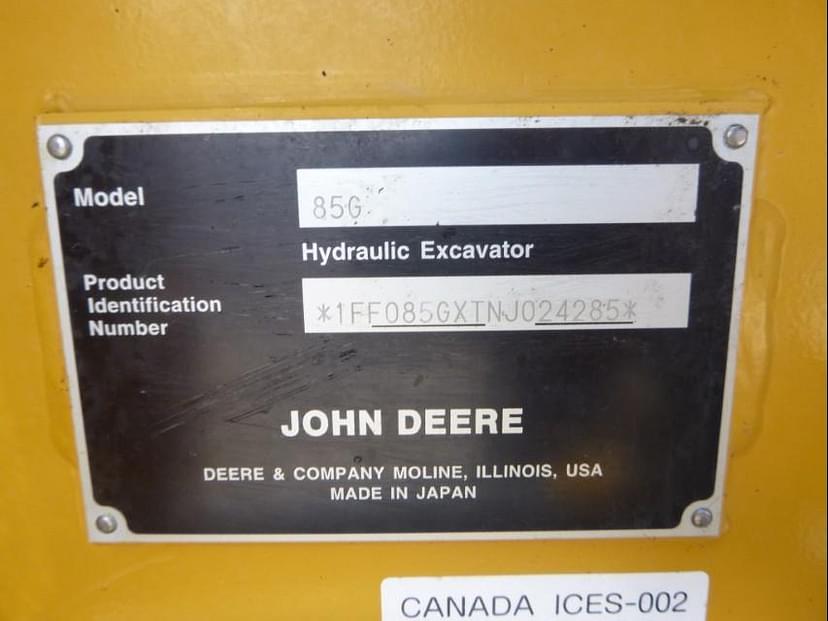 Model
85G
Hydraulic Excavator
Product
Identification
Number
*1FF085GXTNJ024285*
JOHN DEERE
DEERE & COMPANY MOLINE, ILLINOIS, USA
MADE IN JAPAN
CANADA ICES-002